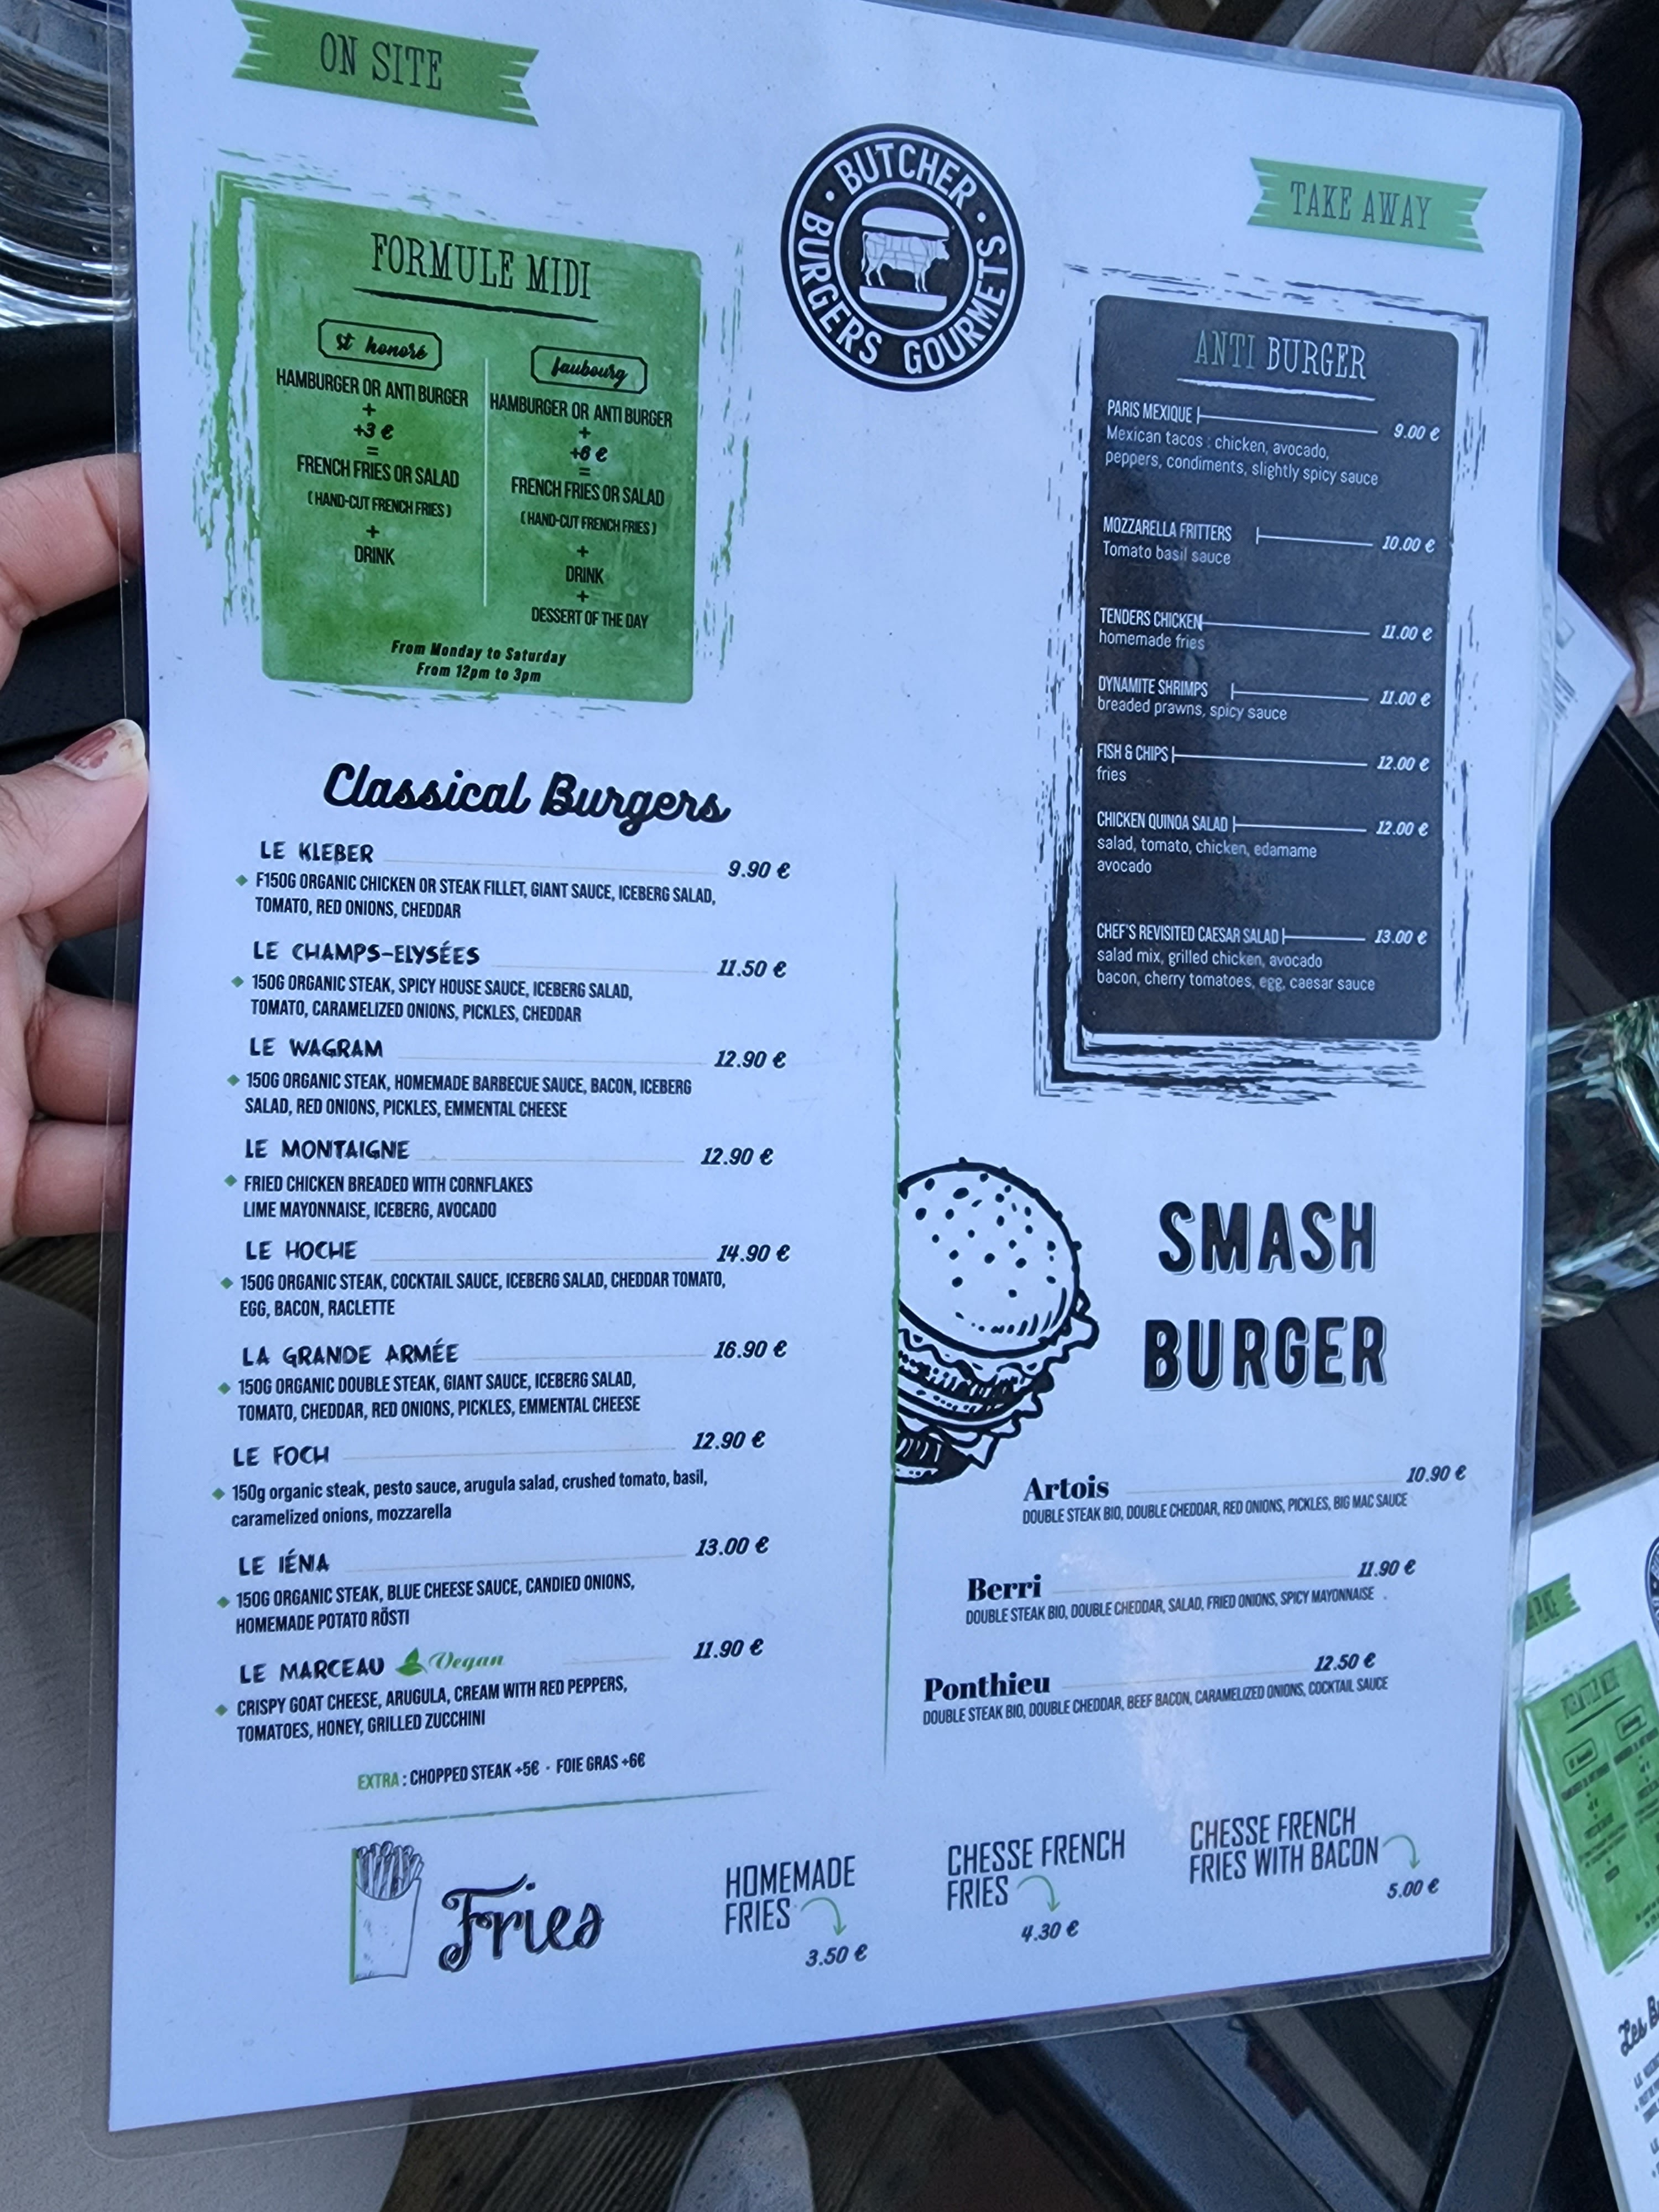 ON SITE
TAKE AWAY
BUTCHER
BURGERS GOURMETS
FORMULE MIDI
st honoré
HAMBURGER OR ANTI BURGER
+
+3 €
=
FRENCH FRIES OR SALAD
(HAND-CUT FRENCH FRIES)
+
DRINK
faubourg
HAMBURGER OR ANTI BURGER
+
+6 €
=
FRENCH FRIES OR SALAD
(HAND-CUT FRENCH FRIES)
+
DRINK
+
DESSERT OF THE DAY
From Monday to Saturday
From 12pm to 3pm
ANTI BURGER
PARIS MEXIQUE 9.00 €
Mexican tacos : chicken, avocado,
peppers, condiments, slightly spicy sauce
MOZZARELLA FRITTERS 10.00 €
Tomato basil sauce
TENDERS CHICKEN 11.00 €
homemade fries
DYNAMITE SHRIMPS 11.00 €
breaded prawns, spicy sauce
FISH & CHIPS 12.00 €
fries
CHICKEN QUINOA SALAD 12.00 €
salad, tomato, chicken, edamame
avocado
CHEF'S REVISITED CAESAR SALAD 13.00 €
salad mix, grilled chicken, avocado
bacon, cherry tomatoes, egg, caesar sauce
Classical Burgers
LE KLEBER 9.90 €
F150G ORGANIC CHICKEN OR STEAK FILLET, GIANT SAUCE, ICEBERG SALAD,
TOMATO, RED ONIONS, CHEDDAR
LE CHAMPS-ELYSÉES 11.50 €
150G ORGANIC STEAK, SPICY HOUSE SAUCE, ICEBERG SALAD,
TOMATO, CARAMELIZED ONIONS, PICKLES, CHEDDAR
LE WAGRAM 12.90 €
150G ORGANIC STEAK, HOMEMADE BARBECUE SAUCE, BACON, ICEBERG
SALAD, RED ONIONS, PICKLES, EMMENTAL CHEESE
LE MONTAIGNE 12.90 €
FRIED CHICKEN BREADED WITH CORNFLAKES
LIME MAYONNAISE, ICEBERG, AVOCADO
LE HOCHE 14.90 €
150G ORGANIC STEAK, COCKTAIL SAUCE, ICEBERG SALAD, CHEDDAR TOMATO,
EGG, BACON, RACLETTE
LA GRANDE ARMÉE 16.90 €
150G ORGANIC DOUBLE STEAK, GIANT SAUCE, ICEBERG SALAD,
TOMATO, CHEDDAR, RED ONIONS, PICKLES, EMMENTAL CHEESE
LE FOCH 12.90 €
150g organic steak, pesto sauce, arugula salad, crushed tomato, basil,
caramelized onions, mozzarella
LE IÉNA 13.00 €
150G ORGANIC STEAK, BLUE CHEESE SAUCE, CANDIED ONIONS,
HOMEMADE POTATO RÖSTI
LE MARCEAU Vegan 11.90 €
CRISPY GOAT CHEESE, ARUGULA, CREAM WITH RED PEPPERS,
TOMATOES, HONEY, GRILLED ZUCCHINI
EXTRA : CHOPPED STEAK +5€ · FOIE GRAS +6€
SMASH
BURGER
Artois 10.90 €
DOUBLE STEAK BIO, DOUBLE CHEDDAR, RED ONIONS, PICKLES, BIG MAC SAUCE
Berri 11.90 €
DOUBLE STEAK BIO, DOUBLE CHEDDAR, SALAD, FRIED ONIONS, SPICY MAYONNAISE
Ponthieu 12.50 €
DOUBLE STEAK BIO, DOUBLE CHEDDAR, BEEF BACON, CARAMELIZED ONIONS, COCKTAIL SAUCE
Fries
HOMEMADE
FRIES
3.50 €
CHESSE FRENCH
FRIES
4.30 €
CHESSE FRENCH
FRIES WITH BACON
5.00 €
Les